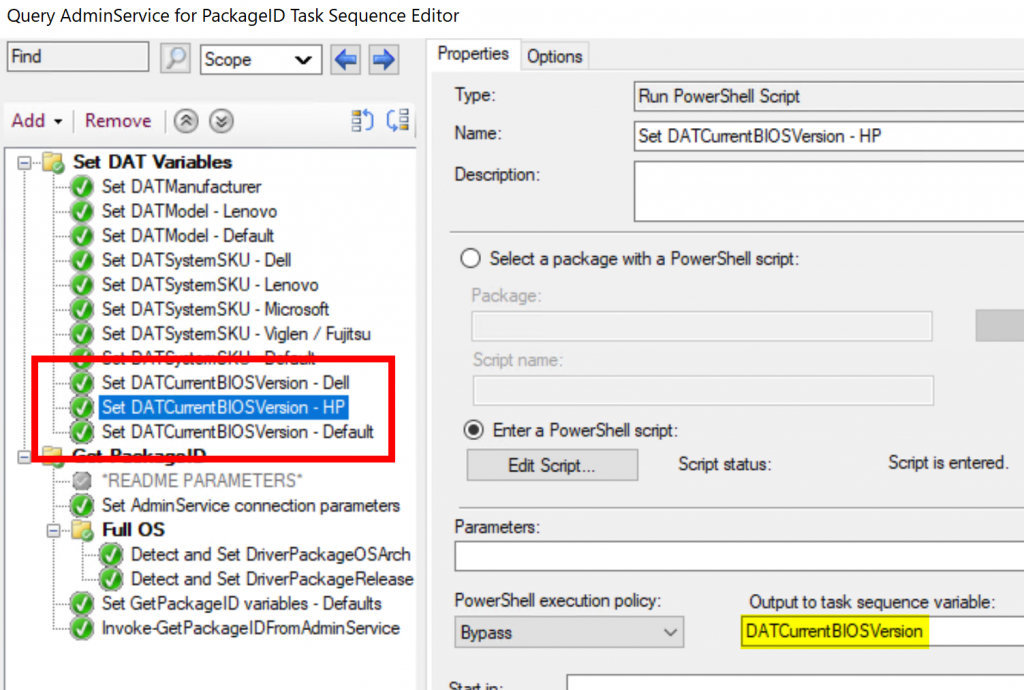 Query AdminService for PackageID Task Sequence Editor
Find
Scope
Add
Remove
Set DAT Variables
Set DATManufacturer
Set DATModel - Lenovo
Set DATModel - Default
Set DATSystemSKU - Dell
Set DATSystemSKU - Lenovo
Set DATSystemSKU - Microsoft
Set DATSystemSKU - Viglen / Fujitsu
Set DATSystemSKU - Default
Set DATCurrentBIOSVersion - Dell
Set DATCurrentBIOSVersion - HP
Set DATCurrentBIOSVersion - Default
Get PackageID
*README PARAMETERS*
Set AdminService connection parameters
Full OS
Detect and Set DriverPackageOSArch
Detect and Set DriverPackageRelease
Set GetPackageID variables - Defaults
Invoke-GetPackageIDFromAdminService
Properties
Options
Type:
Run PowerShell Script
Name:
Set DATCurrentBIOSVersion - HP
Description:
Select a package with a PowerShell script:
Package:
Script name:
Enter a PowerShell script:
Edit Script...
Script status:
Script is entered.
Parameters:
PowerShell execution policy:
Output to task sequence variable:
Bypass
DATCurrentBIOSVersion
Start in: